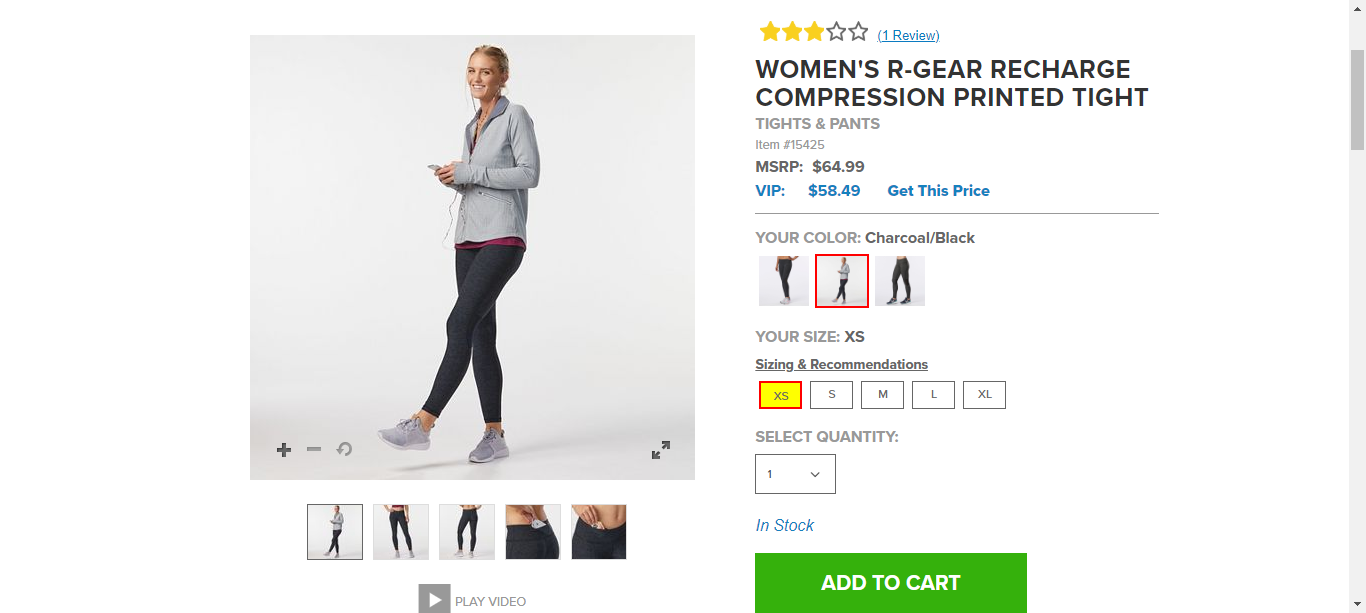 (1 Review)
WOMEN'S R-GEAR RECHARGE
COMPRESSION PRINTED TIGHT
TIGHTS & PANTS
Item #15425
MSRP: $64.99
VIP: $58.49 Get This Price
YOUR COLOR: Charcoal/Black
YOUR SIZE: XS
Sizing & Recommendations
XS S M L XL
SELECT QUANTITY:
1
In Stock
ADD TO CART
PLAY VIDEO